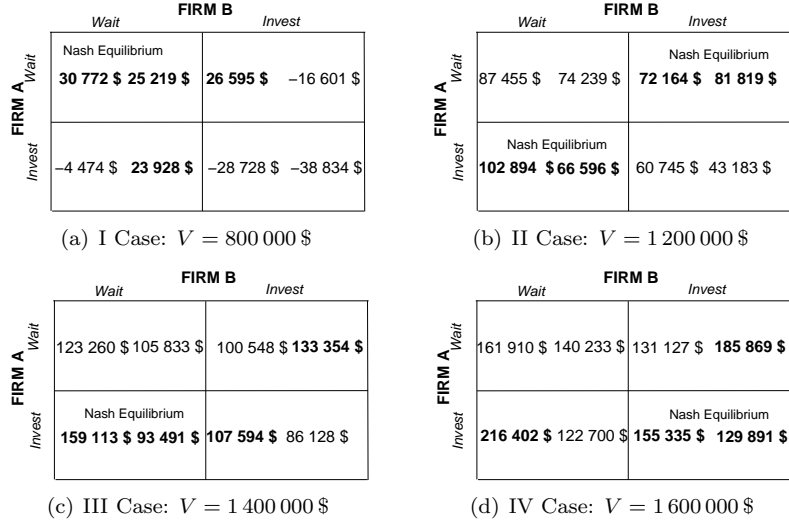 FIRM B
Wait Invest
FIRM A
Wait
Nash Equilibrium
30 772 $ 25 219 $ 26 595 $ −16 601 $
Invest
−4 474 $ 23 928 $ −28 728 $ −38 834 $
(a) I Case: V = 800 000 $
FIRM B
Wait Invest
FIRM A
Wait
Nash Equilibrium
87 455 $ 74 239 $ 72 164 $ 81 819 $
Invest
Nash Equilibrium
102 894 $ 66 596 $ 60 745 $ 43 183 $
(b) II Case: V = 1 200 000 $
FIRM B
Wait Invest
FIRM A
Wait
123 260 $ 105 833 $ 100 548 $ 133 354 $
Invest
Nash Equilibrium
159 113 $ 93 491 $ 107 594 $ 86 128 $
(c) III Case: V = 1 400 000 $
FIRM B
Wait Invest
FIRM A
Wait
161 910 $ 140 233 $ 131 127 $ 185 869 $
Invest
Nash Equilibrium
216 402 $ 122 700 $ 155 335 $ 129 891 $
(d) IV Case: V = 1 600 000 $